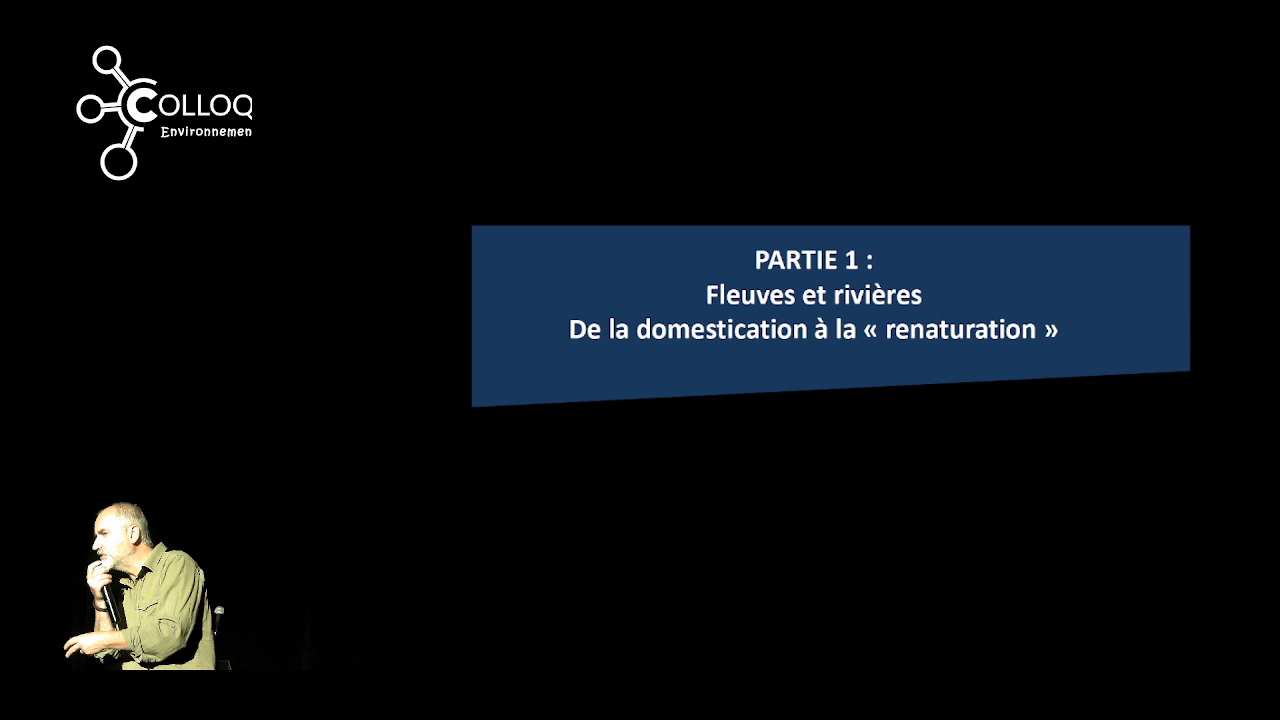 COLLOQ
Environnemen
PARTIE 1 :
Fleuves et rivières
De la domestication à la « renaturation »